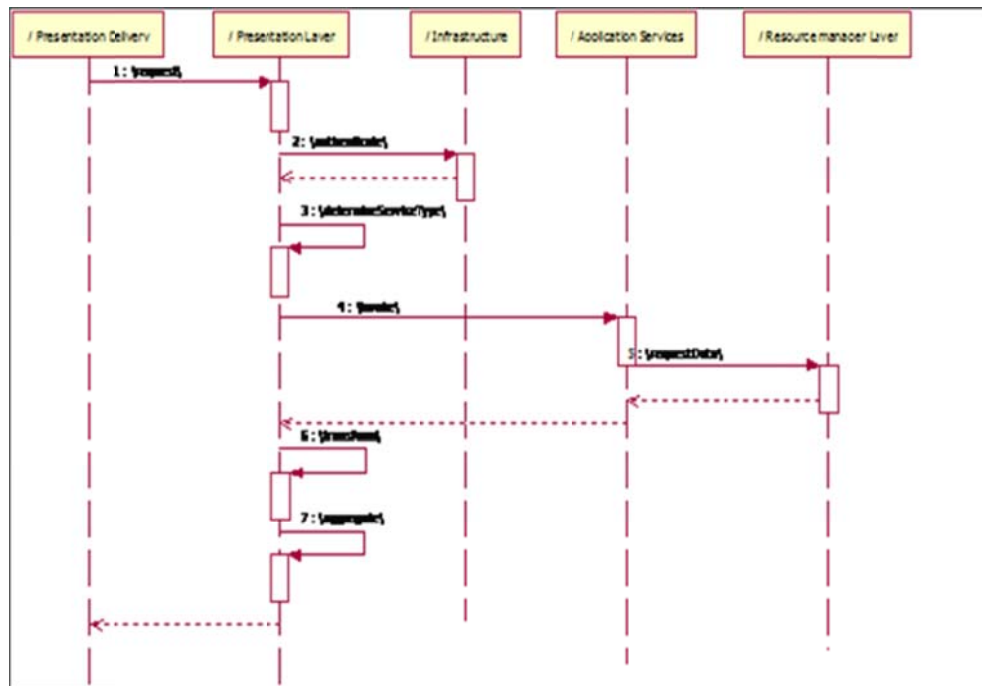 / Presentation Delivery
/ Presentation Layer
/ Infrastructure
/ Application Services
/ Resource manager Layer
1 : \request\
2 : \authenticate\
3 : \determineServiceType\
4 : \invoke\
5 : \requestData\
6 : \transform\
7 : \aggregate\